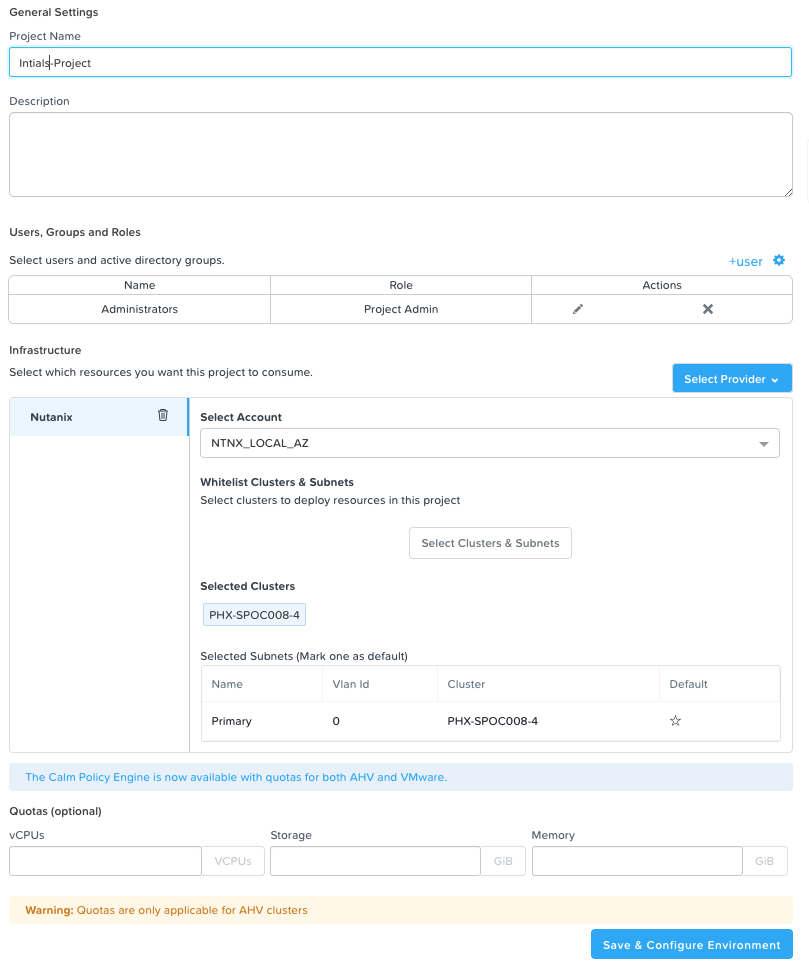 General Settings
Project Name
Intials-Project
Description
Users, Groups and Roles
Select users and active directory groups.
+user
Name Role Actions
Administrators Project Admin
Infrastructure
Select which resources you want this project to consume.
Select Provider
Nutanix
Select Account
NTNX_LOCAL_AZ
Whitelist Clusters & Subnets
Select clusters to deploy resources in this project
Select Clusters & Subnets
Selected Clusters
PHX-SPOC008-4
Selected Subnets (Mark one as default)
Name Vlan Id Cluster Default
Primary 0 PHX-SPOC008-4
The Calm Policy Engine is now available with quotas for both AHV and VMware.
Quotas (optional)
vCPUs Storage Memory
VCPUs GiB GiB
Warning: Quotas are only applicable for AHV clusters
Save & Configure Environment